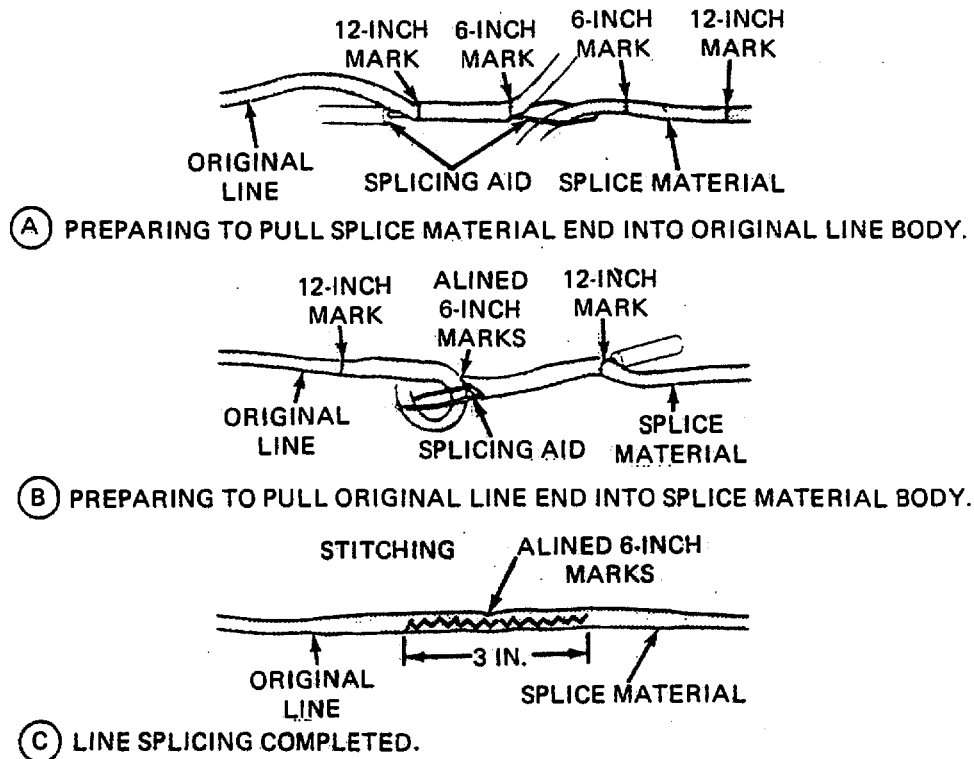 12-INCH MARK
6-INCH MARK
6-INCH MARK
12-INCH MARK
ORIGINAL LINE
SPLICING AID
SPLICE MATERIAL
A PREPARING TO PULL SPLICE MATERIAL END INTO ORIGINAL LINE BODY.
12-INCH MARK
ALINED 6-INCH MARKS
12-INCH MARK
ORIGINAL LINE
SPLICING AID
SPLICE MATERIAL
B PREPARING TO PULL ORIGINAL LINE END INTO SPLICE MATERIAL BODY.
STITCHING
ALINED 6-INCH MARKS
3 IN.
ORIGINAL LINE
SPLICE MATERIAL
C LINE SPLICING COMPLETED.